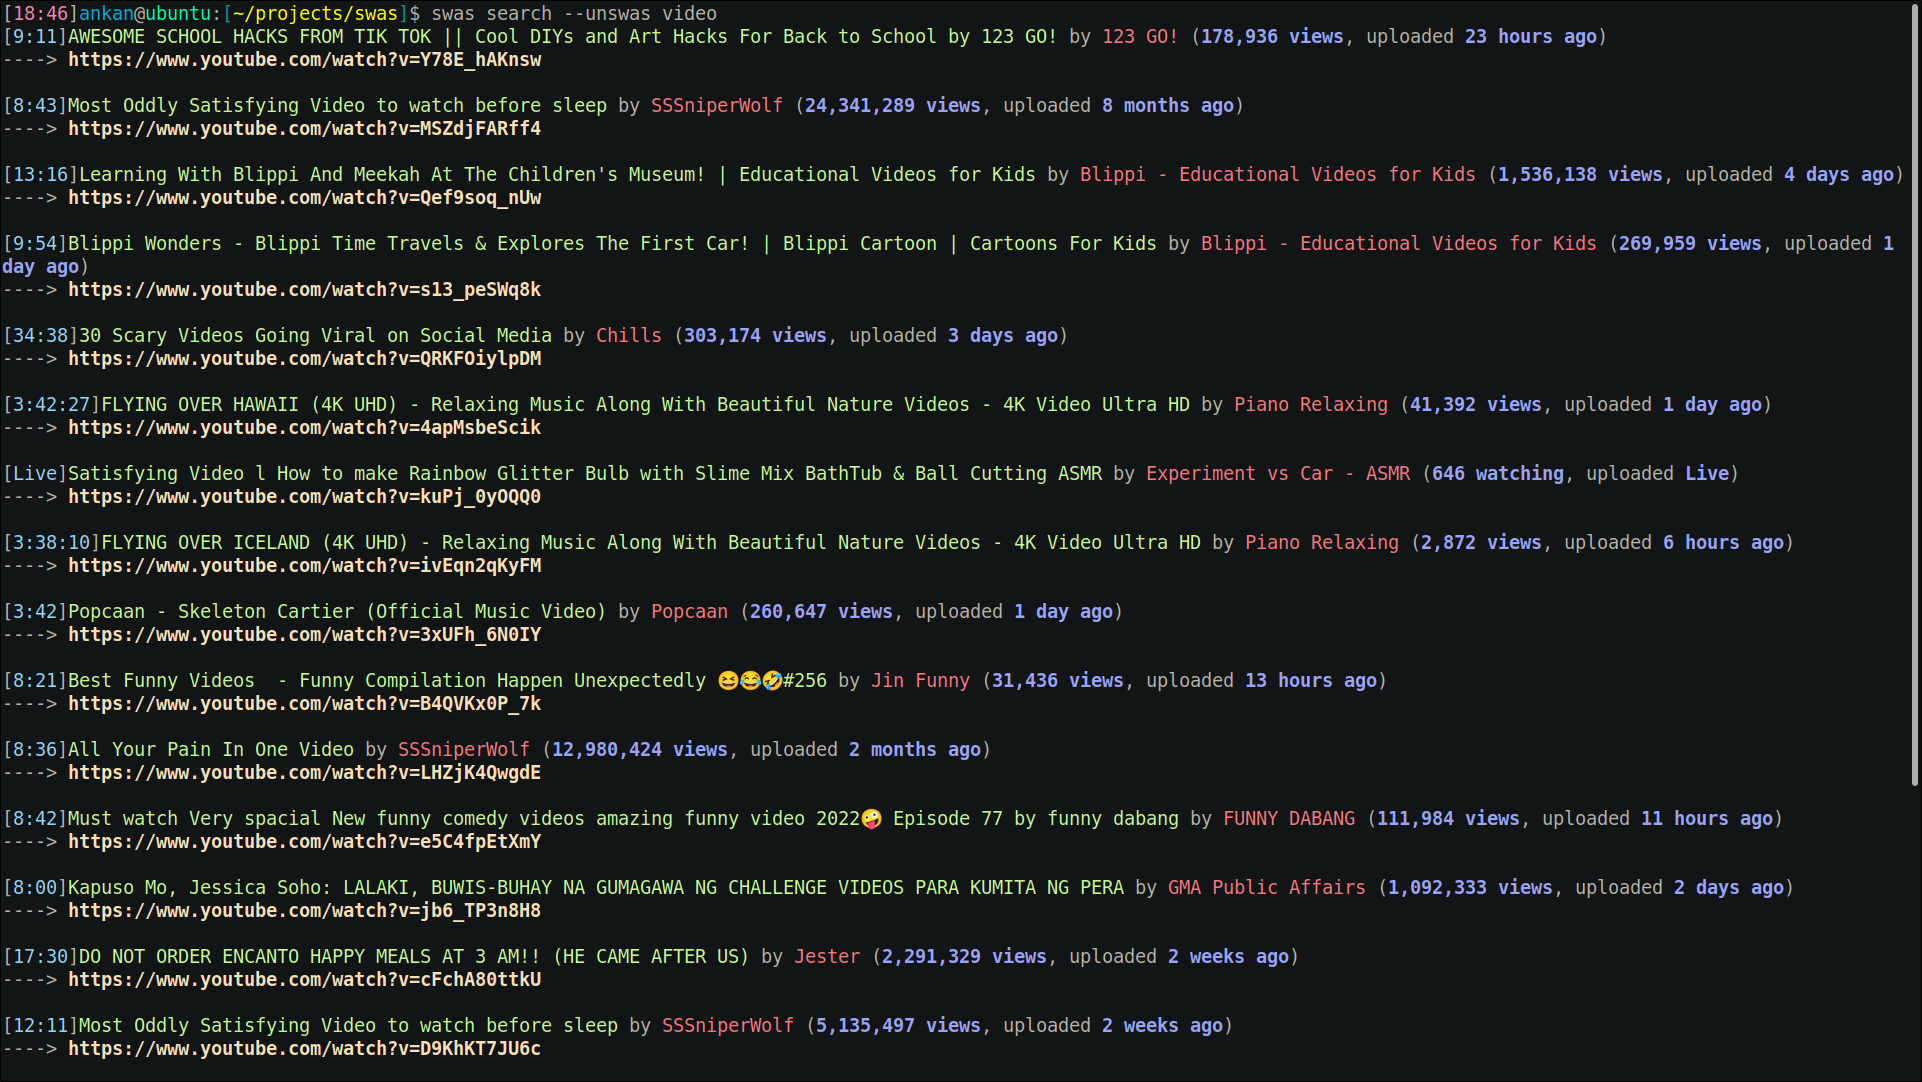 [18:46]ankan@ubuntu:[~/projects/swas]$ swas search --unswas video
[9:11]AWESOME SCHOOL HACKS FROM TIK TOK || Cool DIYs and Art Hacks For Back to School by 123 GO! by 123 GO! (178,936 views, uploaded 23 hours ago)
----> https://www.youtube.com/watch?v=Y78E_hAKnsw
[8:43]Most Oddly Satisfying Video to watch before sleep by SSSniperWolf (24,341,289 views, uploaded 8 months ago)
----> https://www.youtube.com/watch?v=MSZdjFARff4
[13:16]Learning With Blippi And Meekah At The Children's Museum! | Educational Videos for Kids by Blippi - Educational Videos for Kids (1,536,138 views, uploaded 4 days ago)
----> https://www.youtube.com/watch?v=Qef9soq_nUw
[9:54]Blippi Wonders - Blippi Time Travels & Explores The First Car! | Blippi Cartoon | Cartoons For Kids by Blippi - Educational Videos for Kids (269,959 views, uploaded 1
day ago)
----> https://www.youtube.com/watch?v=s13_peSWq8k
[34:38]30 Scary Videos Going Viral on Social Media by Chills (303,174 views, uploaded 3 days ago)
----> https://www.youtube.com/watch?v=QRKFOiylpDM
[3:42:27]FLYING OVER HAWAII (4K UHD) - Relaxing Music Along With Beautiful Nature Videos - 4K Video Ultra HD by Piano Relaxing (41,392 views, uploaded 1 day ago)
----> https://www.youtube.com/watch?v=4apMsbeScik
[Live]Satisfying Video l How to make Rainbow Glitter Bulb with Slime Mix BathTub & Ball Cutting ASMR by Experiment vs Car - ASMR (646 watching, uploaded Live)
----> https://www.youtube.com/watch?v=kuPj_0yOQQ0
[3:38:10]FLYING OVER ICELAND (4K UHD) - Relaxing Music Along With Beautiful Nature Videos - 4K Video Ultra HD by Piano Relaxing (2,872 views, uploaded 6 hours ago)
----> https://www.youtube.com/watch?v=ivEqn2qKyFM
[3:42]Popcaan - Skeleton Cartier (Official Music Video) by Popcaan (260,647 views, uploaded 1 day ago)
----> https://www.youtube.com/watch?v=3xUFh_6N0IY
[8:21]Best Funny Videos  - Funny Compilation Happen Unexpectedly 😆😂🤣#256 by Jin Funny (31,436 views, uploaded 13 hours ago)
----> https://www.youtube.com/watch?v=B4QVKx0P_7k
[8:36]All Your Pain In One Video by SSSniperWolf (12,980,424 views, uploaded 2 months ago)
----> https://www.youtube.com/watch?v=LHZjK4QwgdE
[8:42]Must watch Very spacial New funny comedy videos amazing funny video 2022🤪 Episode 77 by funny dabang by FUNNY DABANG (111,984 views, uploaded 11 hours ago)
----> https://www.youtube.com/watch?v=e5C4fpEtXmY
[8:00]Kapuso Mo, Jessica Soho: LALAKI, BUWIS-BUHAY NA GUMAGAWA NG CHALLENGE VIDEOS PARA KUMITA NG PERA by GMA Public Affairs (1,092,333 views, uploaded 2 days ago)
----> https://www.youtube.com/watch?v=jb6_TP3n8H8
[17:30]DO NOT ORDER ENCANTO HAPPY MEALS AT 3 AM!! (HE CAME AFTER US) by Jester (2,291,329 views, uploaded 2 weeks ago)
----> https://www.youtube.com/watch?v=cFchA80ttkU
[12:11]Most Oddly Satisfying Video to watch before sleep by SSSniperWolf (5,135,497 views, uploaded 2 weeks ago)
----> https://www.youtube.com/watch?v=D9KhKT7JU6c